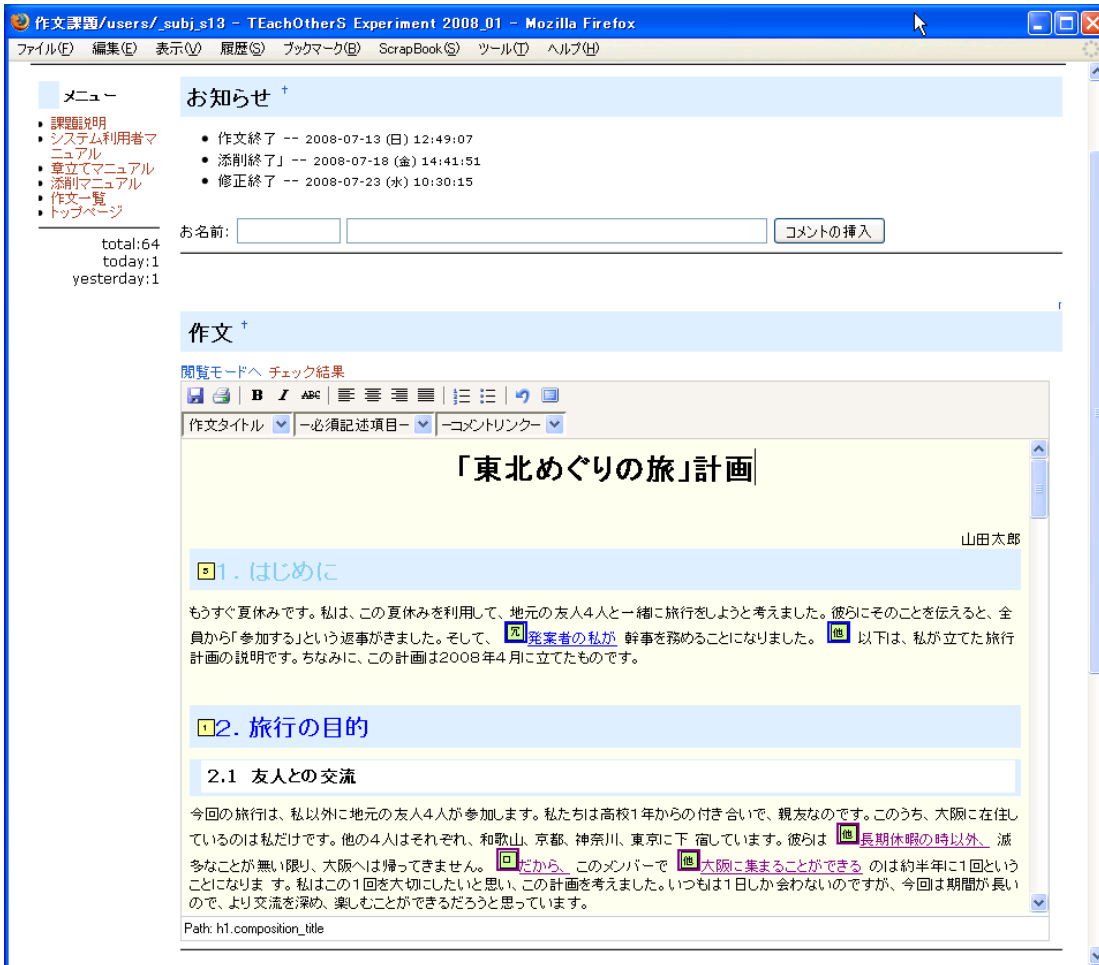 作文課題/users/_subj_s13 - TEachOtherS Experiment 2008_01 - Mozilla Firefox
ファイル(F) 編集(E) 表示(V) 履歴(S) ブックマーク(B) ScrapBook(S) ツール(T) ヘルプ(H)
メニュー
課題説明
システム利用者マ
ニュアル
章立てマニュアル
添削マニュアル
作文一覧
トップページ
total:64
today:1
yesterday:1
お知らせ †
作文終了 -- 2008-07-13 (日) 12:49:07
添削終了」 -- 2008-07-18 (金) 14:41:51
修正終了 -- 2008-07-23 (水) 10:30:15
お名前: コメントの挿入
作文 †
閲覧モードへ チェック結果
B I ABC
作文タイトル -必須記述項目- -コメントリンク-
「東北めぐりの旅」計画
山田太郎
5 1. はじめに
もうすぐ夏休みです。私は、この夏休みを利用して、地元の友人4人と一緒に旅行をしようと考えました。彼らにそのことを伝えると、全
員から「参加する」という返事がきました。そして、 冗 発案者の私が 幹事を務めることになりました。 他 以下は、私が立てた旅行
計画の説明です。ちなみに、この計画は2008年4月に立てたものです。
1 2. 旅行の目的
2.1 友人との交流
今回の旅行は、私以外に地元の友人4人が参加します。私たちは高校1年からの付き合いで、親友なのです。このうち、大阪に在住し
ているのは私だけです。他の4人はそれぞれ、和歌山、京都、神奈川、東京に下 宿しています。彼らは 他 長期休暇の時以外、 滅
多なことが無い限り、大阪へは帰ってきません。 口 だから、 このメンバーで 他 大阪に集まることができる のは約半年に1回という
ことになりま す。私はこの1回を大切にしたいと思い、この計画を考えました。いつもは1日しか会わないのですが、今回は期間が長い
ので、より交流を深め、楽しむことができるだろうと思っています。
Path: h1.composition_title